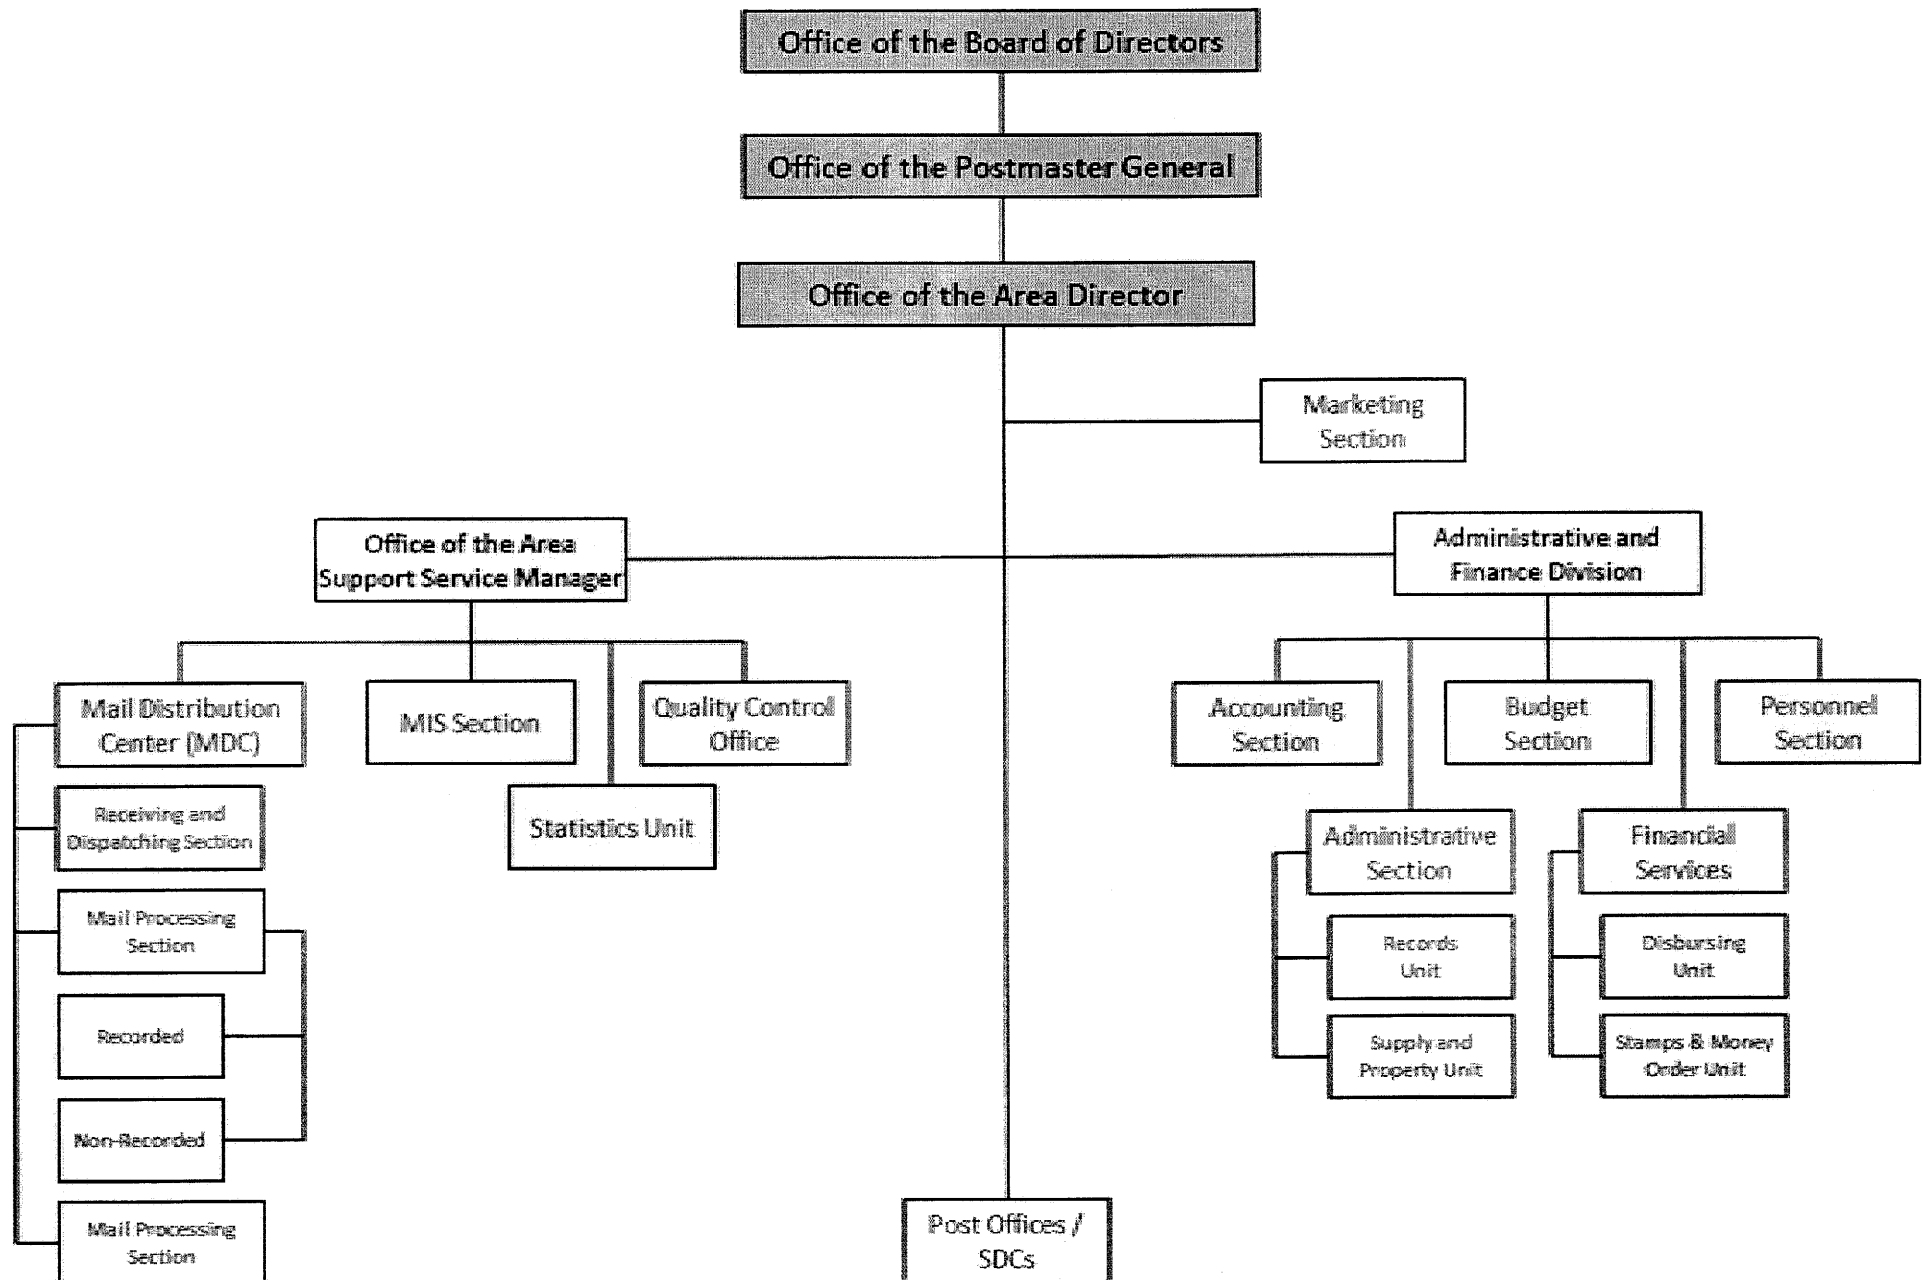 Office of the Board of Directors
Office of the Postmaster General
Office of the Area Director
Marketing
Section
Office of the Area
Support Service Manager
Administrative and
Finance Division
Mail Distribution
Center (MDC)
MIS Section
Quality Control
Office
Statistics Unit
Accounting
Section
Budget
Section
Personnel
Section
Receiving and
Dispatching Section
Administrative
Section
Financial
Services
Mail Processing
Section
Records
Unit
Disbursing
Unit
Recorded
Supply and
Property Unit
Stamps & Money
Order Unit
Non-Recorded
Mail Processing
Section
Post Offices /
SDCs